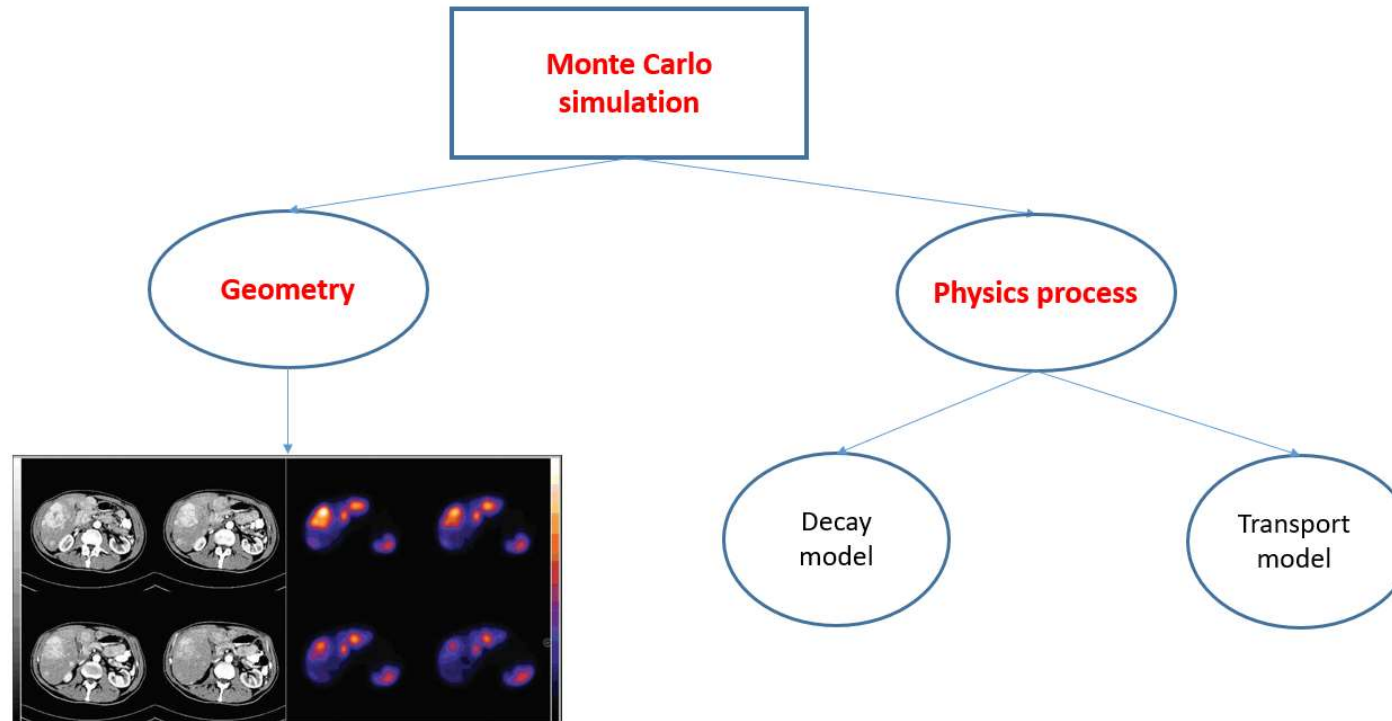 Monte Carlo
simulation
Geometry
Physics process
Decay
model
Transport
model